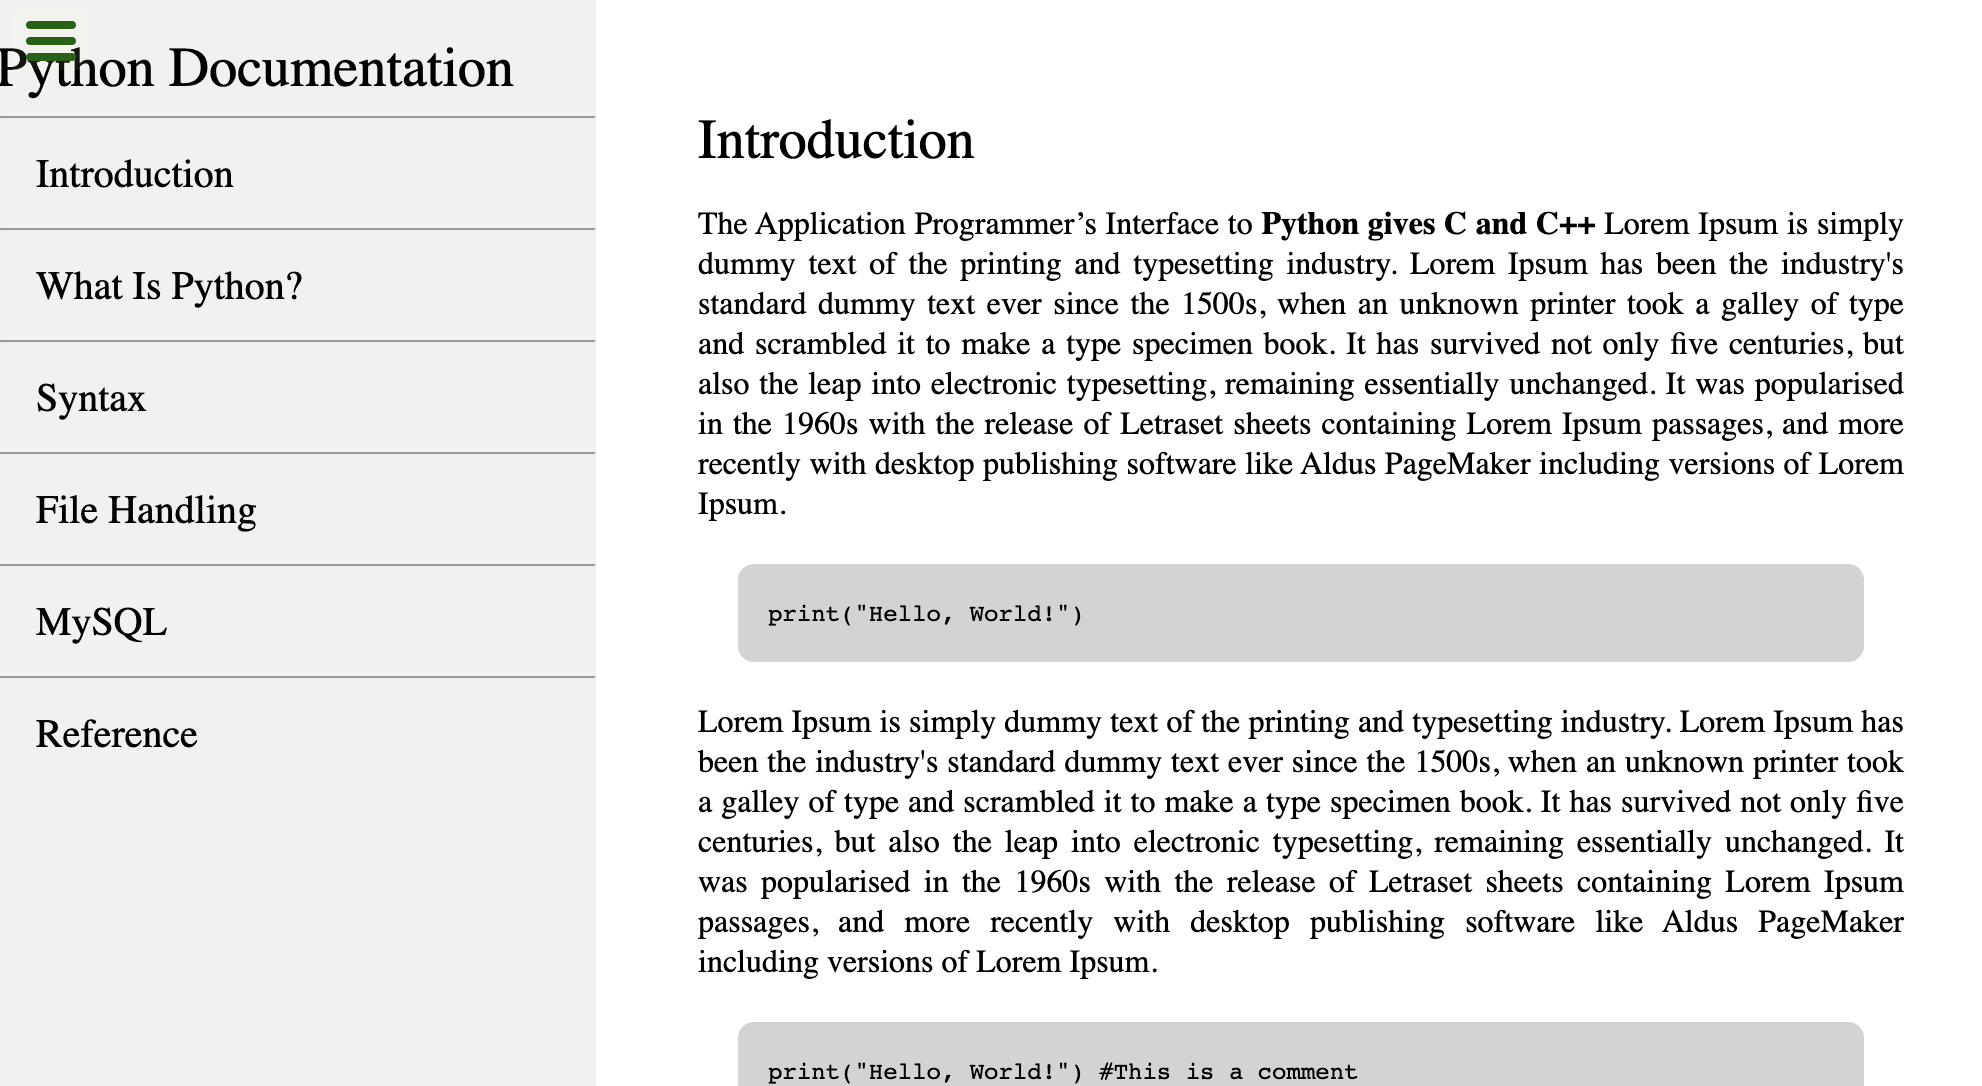 Python Documentation
Introduction
What Is Python?
Syntax
File Handling
MySQL
Reference
Introduction
The Application Programmer’s Interface to Python gives C and C++ Lorem Ipsum is simply
dummy text of the printing and typesetting industry. Lorem Ipsum has been the industry's
standard dummy text ever since the 1500s, when an unknown printer took a galley of type
and scrambled it to make a type specimen book. It has survived not only five centuries, but
also the leap into electronic typesetting, remaining essentially unchanged. It was popularised
in the 1960s with the release of Letraset sheets containing Lorem Ipsum passages, and more
recently with desktop publishing software like Aldus PageMaker including versions of Lorem
Ipsum.
print("Hello, World!")
Lorem Ipsum is simply dummy text of the printing and typesetting industry. Lorem Ipsum has
been the industry's standard dummy text ever since the 1500s, when an unknown printer took
a galley of type and scrambled it to make a type specimen book. It has survived not only five
centuries, but also the leap into electronic typesetting, remaining essentially unchanged. It
was popularised in the 1960s with the release of Letraset sheets containing Lorem Ipsum
passages, and more recently with desktop publishing software like Aldus PageMaker
including versions of Lorem Ipsum.
print("Hello, World!") #This is a comment